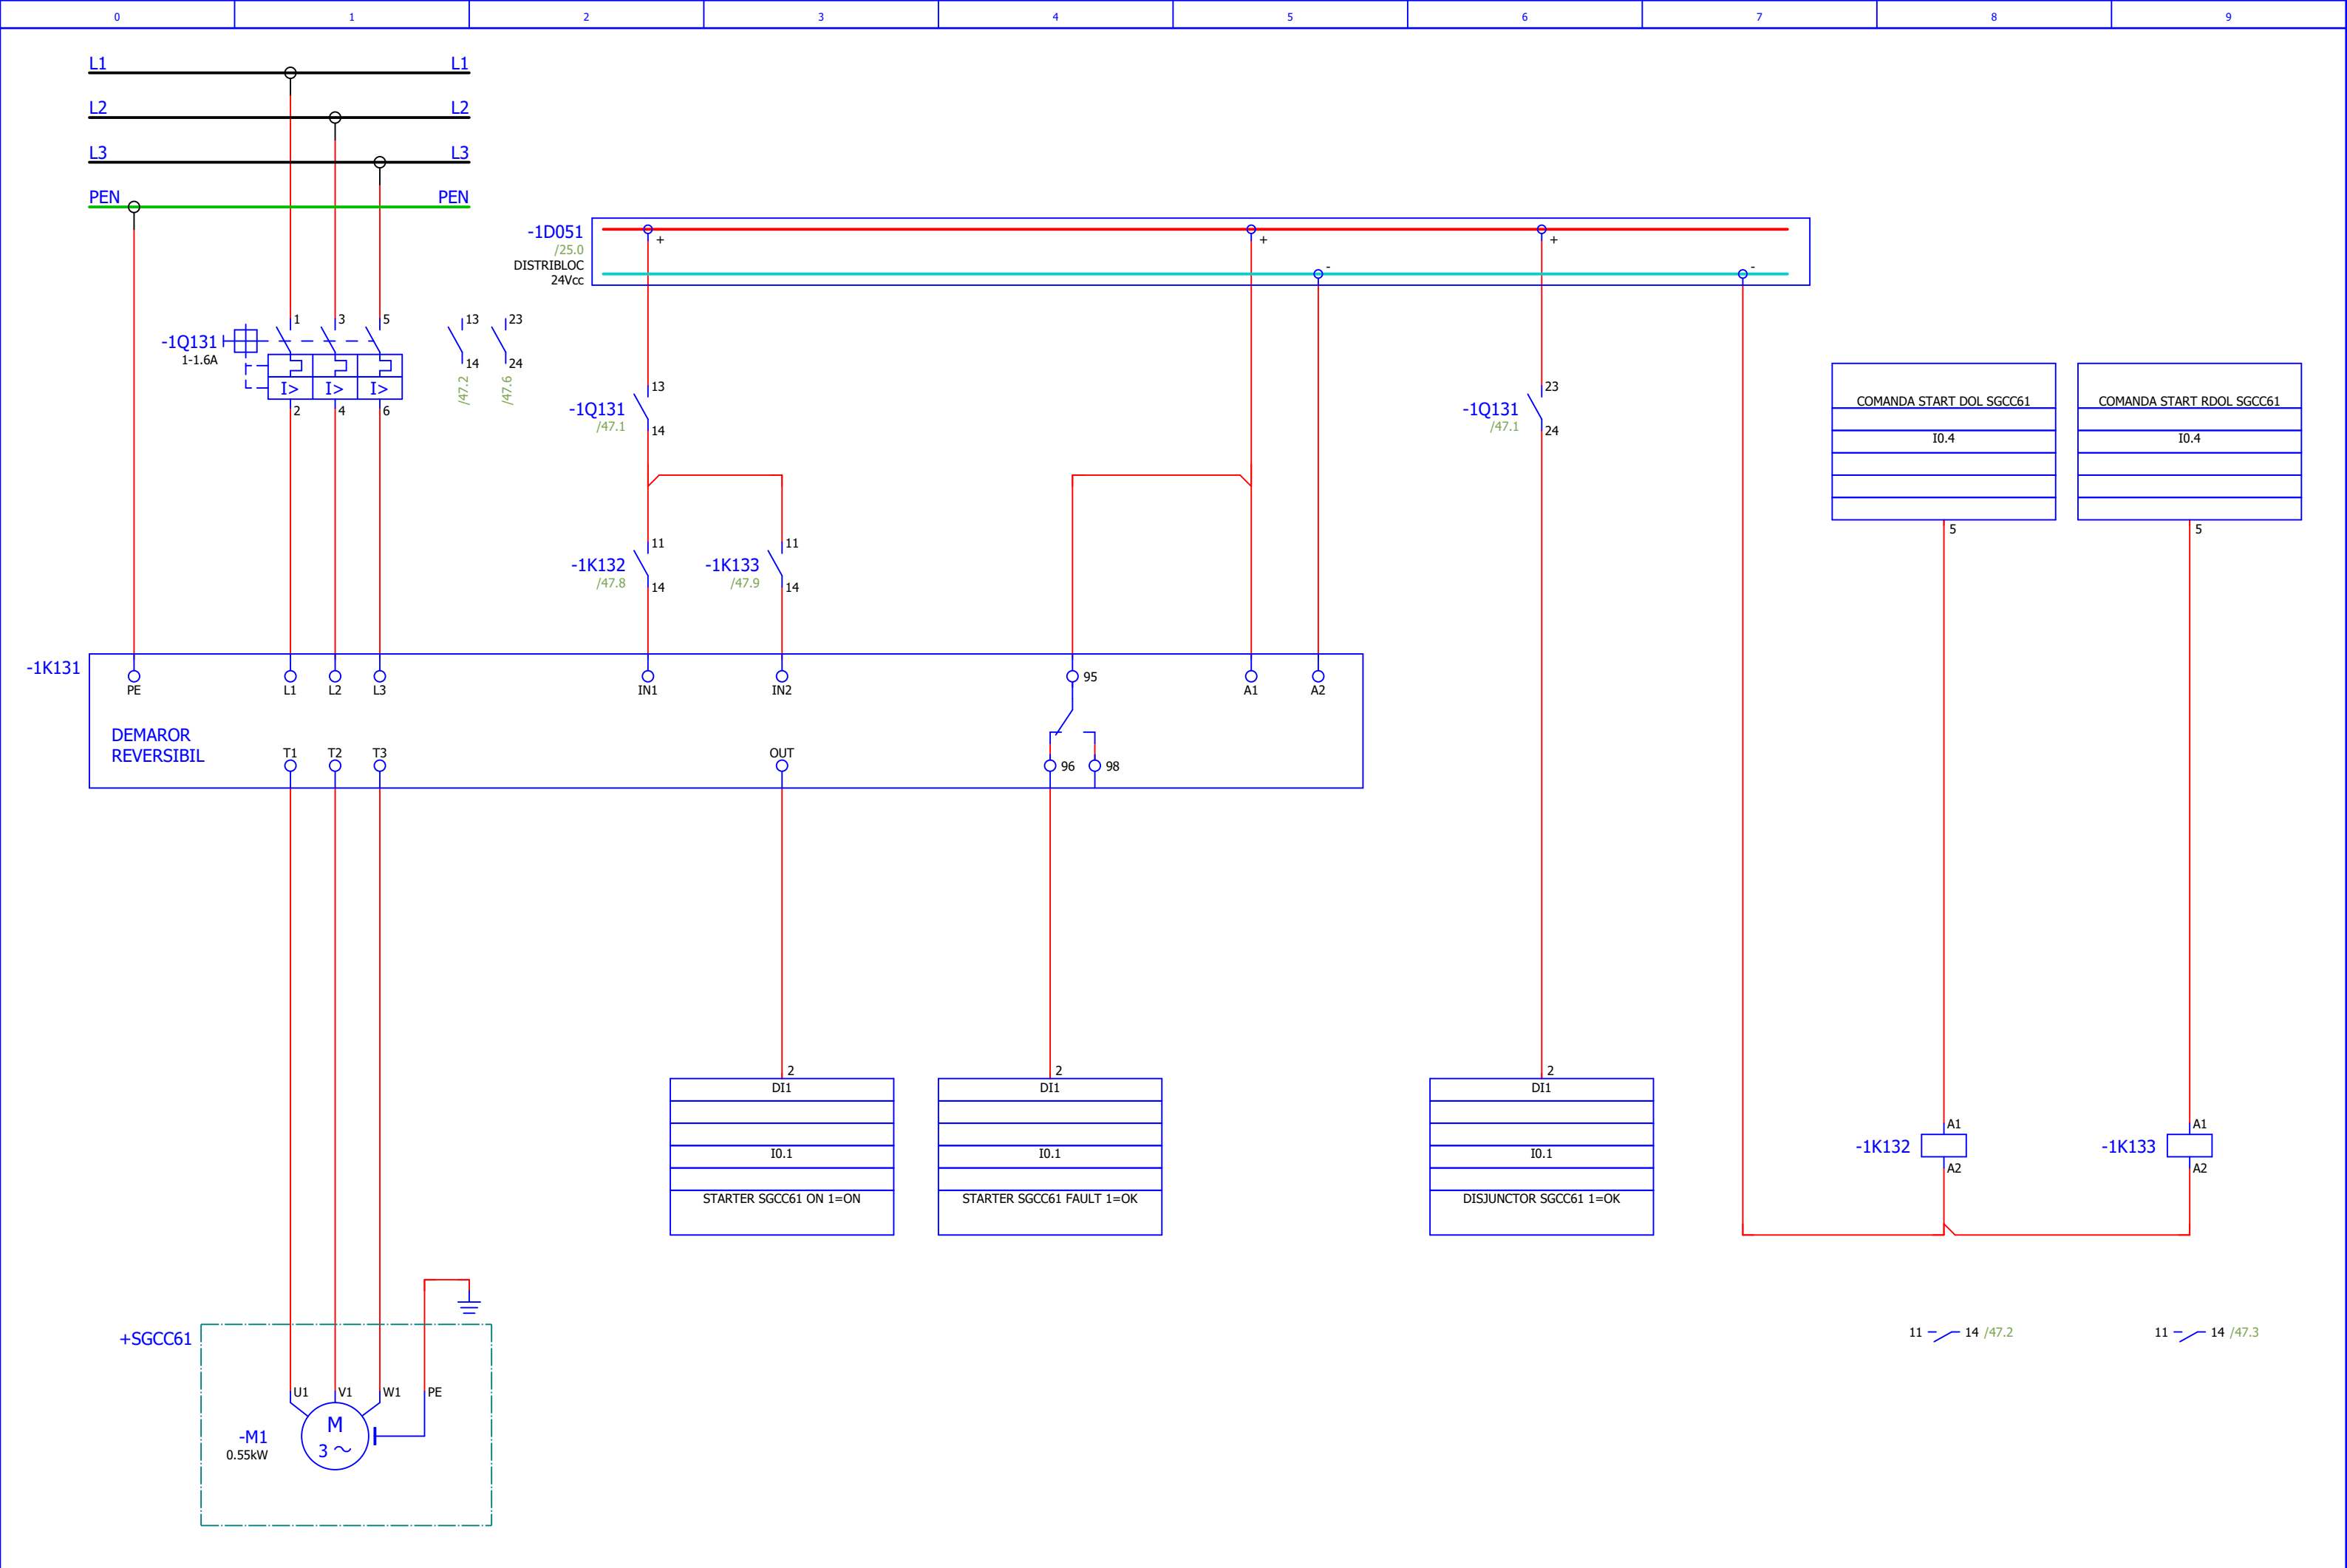 0 1 2 3 4 5 6 7 8 9
L1 L1
L2 L2
L3 L3
PEN PEN
-1D051
/25.0
DISTRIBLOC
24Vcc
+ + - + -
-1Q131
1-1.6A
1 3 5
I> I> I>
2 4 6
13 23
14 24
/47.2 /47.6
-1Q131
/47.1
13
14
-1Q131
/47.1
23
24
COMANDA START DOL SGCC61
I0.4
5
COMANDA START RDOL SGCC61
I0.4
5
-1K132
/47.8
11
14
-1K133
/47.9
11
14
-1K131
PE L1 L2 L3 IN1 IN2 95 A1 A2
DEMAROR
REVERSIBIL
T1 T2 T3 OUT 96 98
2
DI1
I0.1
STARTER SGCC61 ON 1=ON
2
DI1
I0.1
STARTER SGCC61 FAULT 1=OK
2
DI1
I0.1
DISJUNCTOR SGCC61 1=OK
-1K132
A1
A2
-1K133
A1
A2
11 14 /47.2
11 14 /47.3
+SGCC61
U1 V1 W1 PE
-M1
0.55kW
M
3 ~